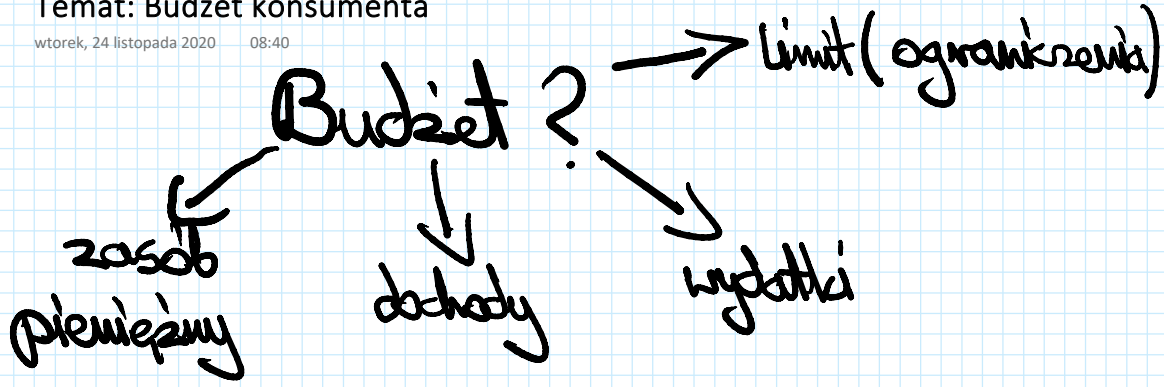 Temat: Budżet konsumenta
wtorek, 24 listopada 2020 08:40
Limit (ograniczenia)
Budżet ?
zasób
pieniężny
dochody
wydatki